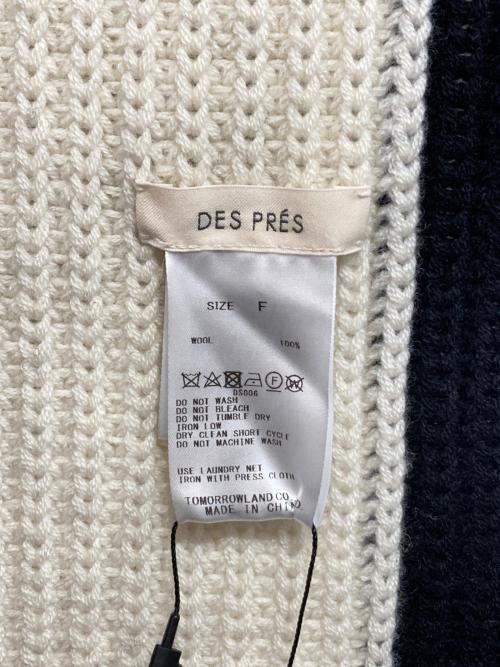 DES PRÉS
SIZE F
WOOL 100%
DS006
DO NOT WASH
DO NOT BLEACH
DO NOT TUMBLE DRY
IRON LOW
DRY CLEAN SHORT CYCLE
DO NOT MACHINE WASH
USE LAUNDRY NET
IRON WITH PRESS CLOTH
TOMORROWLAND CO.
MADE IN CHINA